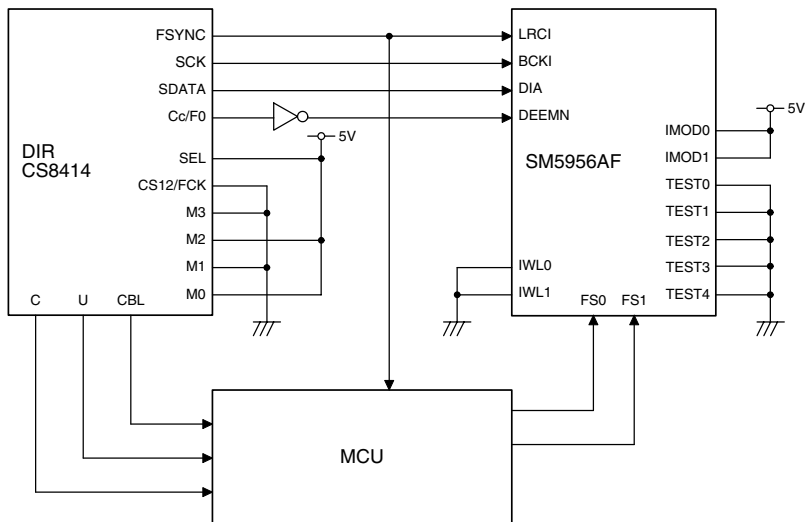 FSYNC
SCK
SDATA
Cc/F0
SEL
CS12/FCK
M3
M2
M1
M0
DIR
CS8414
C U CBL
5V
LRCI
BCKI
DIA
DEEMN
SM5956AF
IWL0
IWL1
FS0 FS1
IMOD0
IMOD1
TEST0
TEST1
TEST2
TEST3
TEST4
5V
MCU